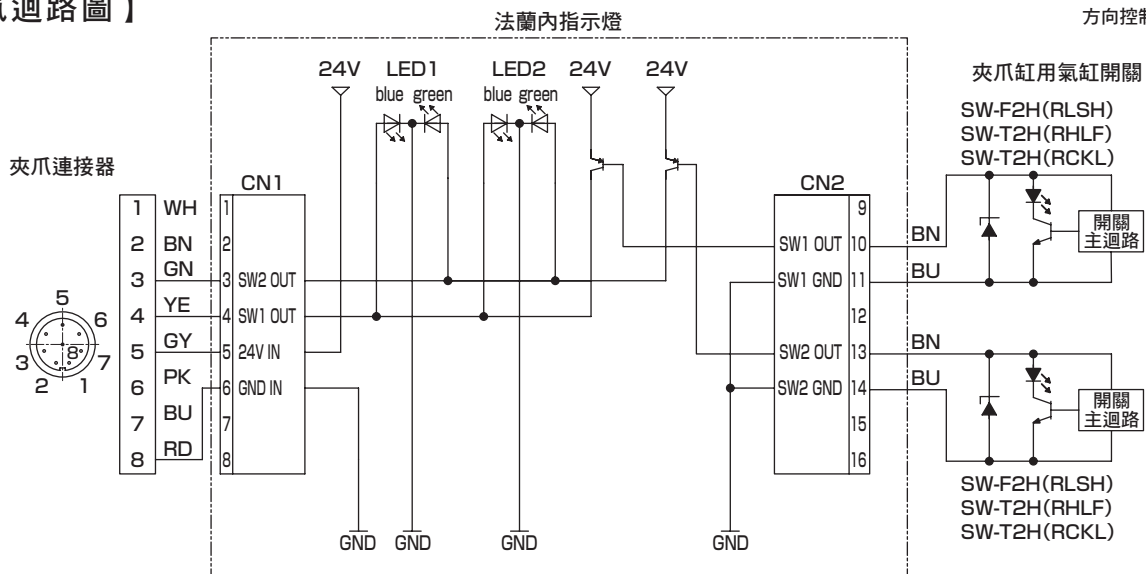 迴路圖】
方向控
法蘭內指示燈
夾爪缸用氣缸開關
SW-F2H(RLSH)
SW-T2H(RHLF)
SW-T2H(RCKL)
24V LED1 LED2 24V 24V
blue green blue green
夾爪連接器
CN1
CN2
1 WH 1
2 BN 2
3 GN 3 SW2 OUT
4 YE 4 SW1 OUT
5 GY 5 24V IN
6 PK 6 GND IN
7 BU 7
8 RD 8
5
4 6
3 8 7
2 1
9
SW1 OUT 10 BN
SW1 GND 11 BU
12
SW2 OUT 13 BN
SW2 GND 14 BU
15
16
開關
主迴路
開關
主迴路
SW-F2H(RLSH)
SW-T2H(RHLF)
SW-T2H(RCKL)
GND GND GND GND